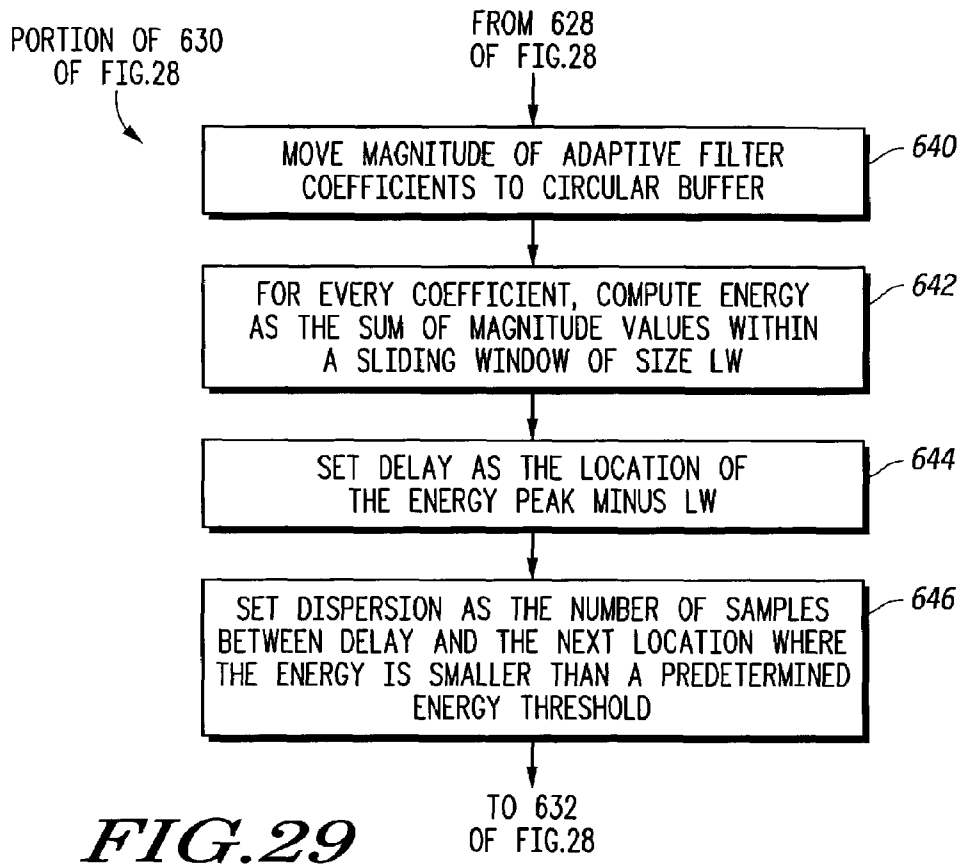 PORTION OF 630
OF FIG.28
FROM 628
OF FIG.28
MOVE MAGNITUDE OF ADAPTIVE FILTER
COEFFICIENTS TO CIRCULAR BUFFER
640
FOR EVERY COEFFICIENT, COMPUTE ENERGY
AS THE SUM OF MAGNITUDE VALUES WITHIN
A SLIDING WINDOW OF SIZE LW
642
SET DELAY AS THE LOCATION OF
THE ENERGY PEAK MINUS LW
644
SET DISPERSION AS THE NUMBER OF SAMPLES
BETWEEN DELAY AND THE NEXT LOCATION WHERE
THE ENERGY IS SMALLER THAN A PREDETERMINED
ENERGY THRESHOLD
646
TO 632
OF FIG.28
FIG.29